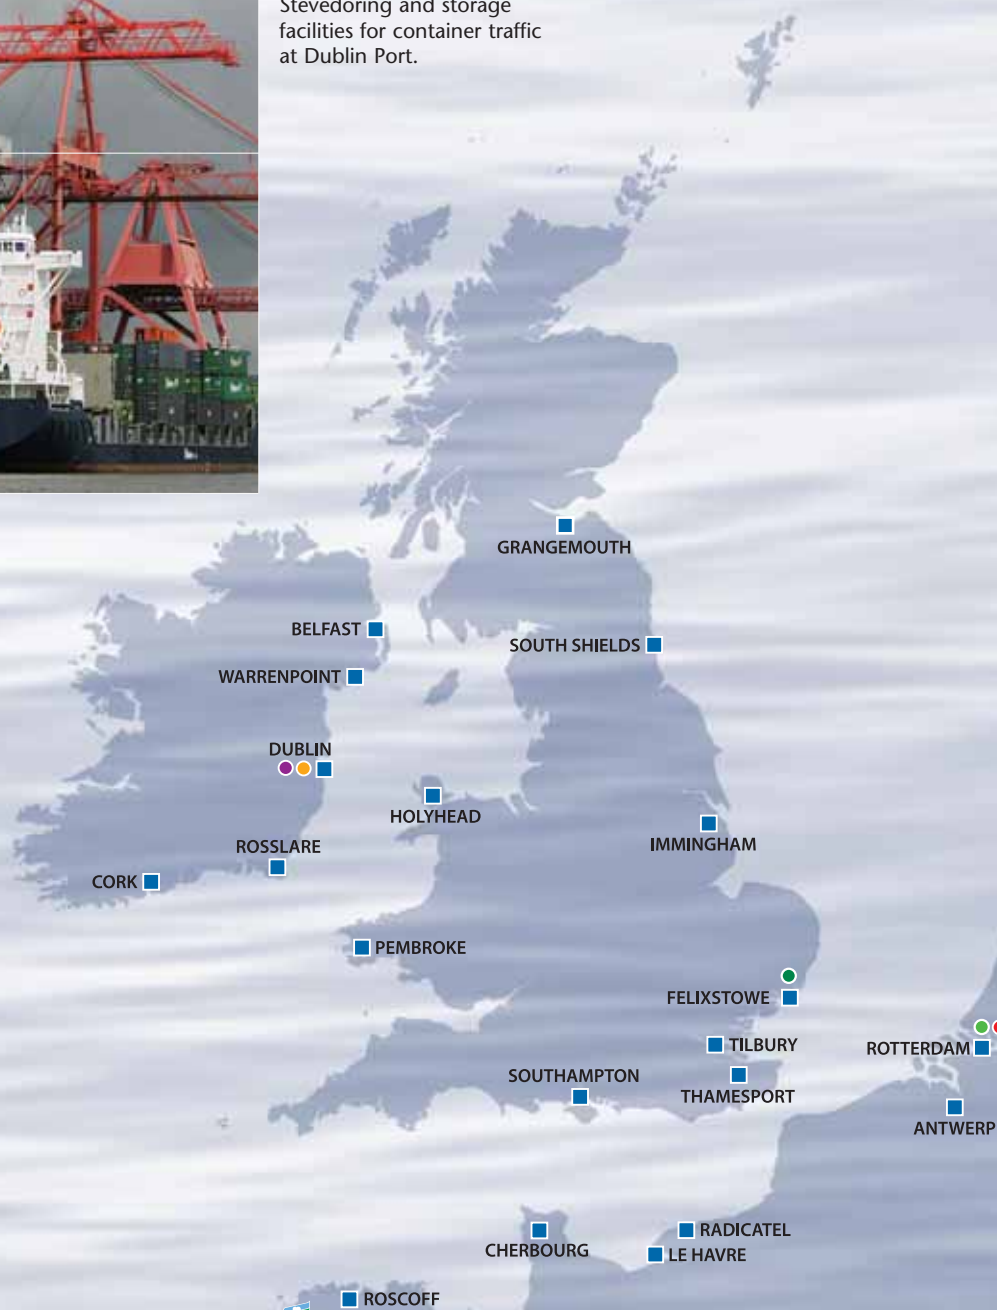 Stevedoring and storage
facilities for container traffic
at Dublin Port.
GRANGEMOUTH
BELFAST
SOUTH SHIELDS
WARRENPOINT
DUBLIN
HOLYHEAD
IMMINGHAM
ROSSLARE
CORK
PEMBROKE
FELIXSTOWE
TILBURY
ROTTERDAM
SOUTHAMPTON
THAMESPORT
ANTWERP
RADICATEL
CHERBOURG
LE HAVRE
ROSCOFF